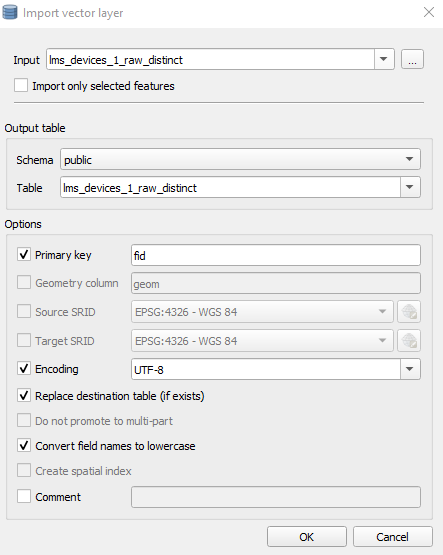 Import vector layer
Input lms_devices_1_raw_distinct ...
Import only selected features
Output table
Schema public
Table lms_devices_1_raw_distinct
Options
Primary key fid
Geometry column geom
Source SRID EPSG:4326 - WGS 84
Target SRID EPSG:4326 - WGS 84
Encoding UTF-8
Replace destination table (if exists)
Do not promote to multi-part
Convert field names to lowercase
Create spatial index
Comment
OK Cancel